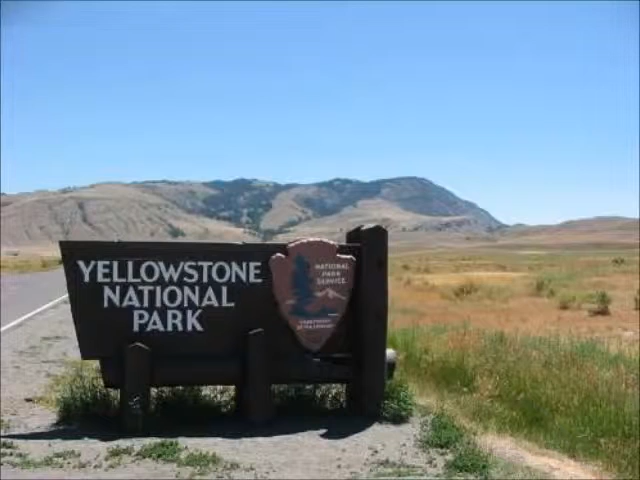 YELLOWSTONE
NATIONAL
PARK
NATIONAL
PARK
SERVICE